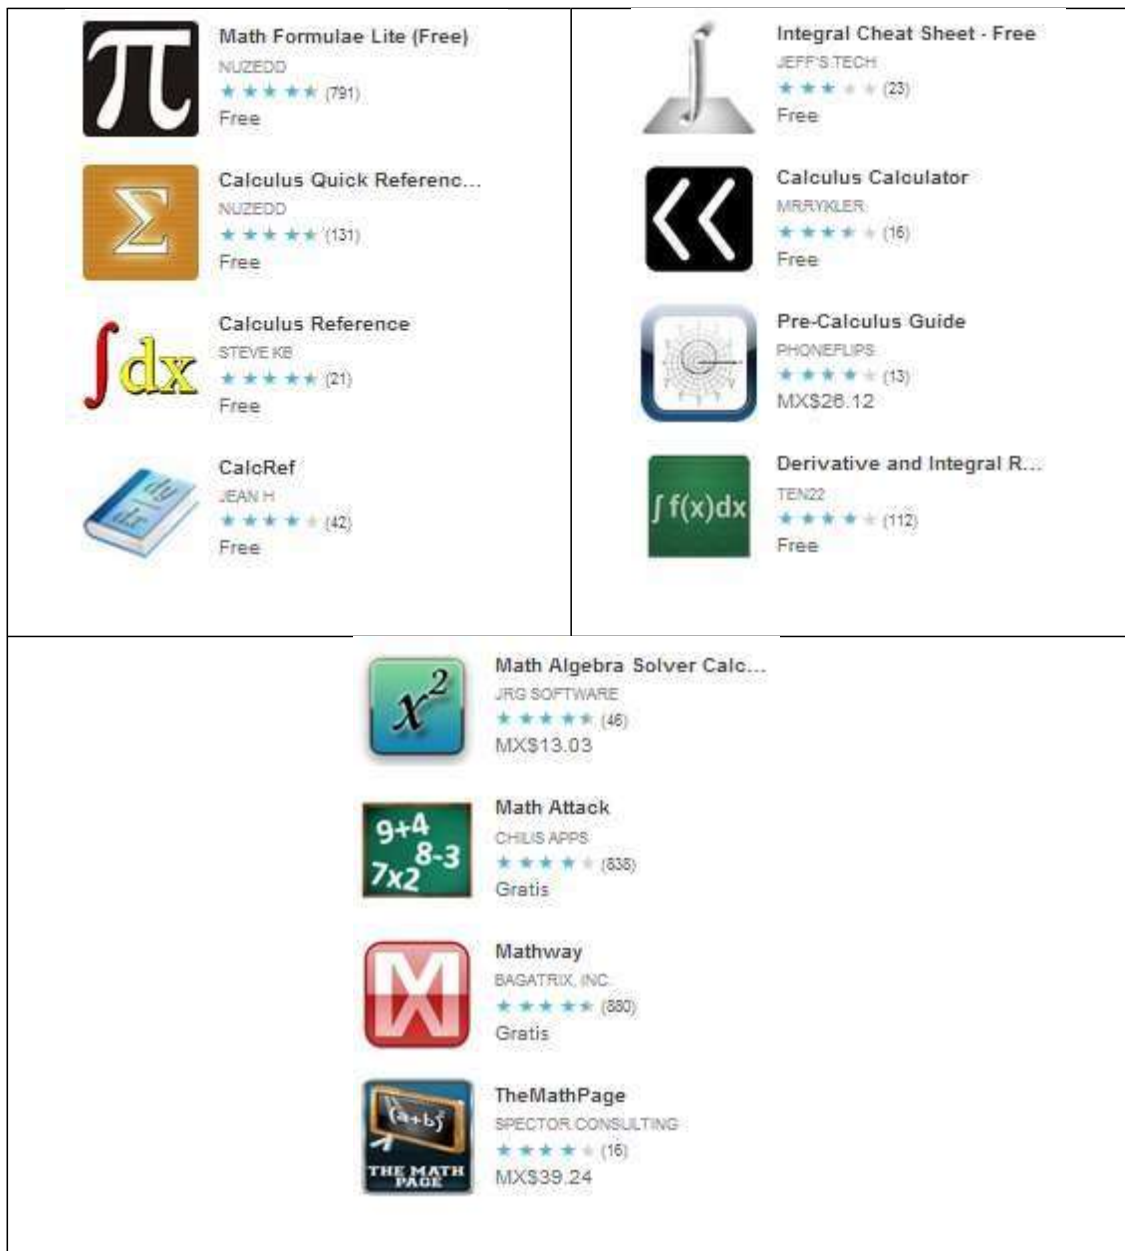 π
Math Formulae Lite (Free)
NUZEDD
(791)
Free
Σ
Calculus Quick Referenc...
NUZEDD
(131)
Free
∫dx
Calculus Reference
STEVE KB
(21)
Free
dy
dx
CalcRef
JEAN H
(42)
Free
∫
Integral Cheat Sheet - Free
JEFF'S TECH
(23)
Free
Calculus Calculator
MRRYKLER
(16)
Free
Pre-Calculus Guide
PHONEFLIPS
(13)
MX$26.12
∫ f(x)dx
Derivative and Integral R...
TEN22
(112)
Free
x²
Math Algebra Solver Calc...
JRG SOFTWARE
(46)
MX$13.03
9+4
8-3
7x2
Math Attack
CHILIS APPS
(838)
Gratis
M
Mathway
BAGATRIX, INC.
(880)
Gratis
(a+b)²
THE MATH
PAGE
TheMathPage
SPECTOR CONSULTING
(16)
MX$39.24